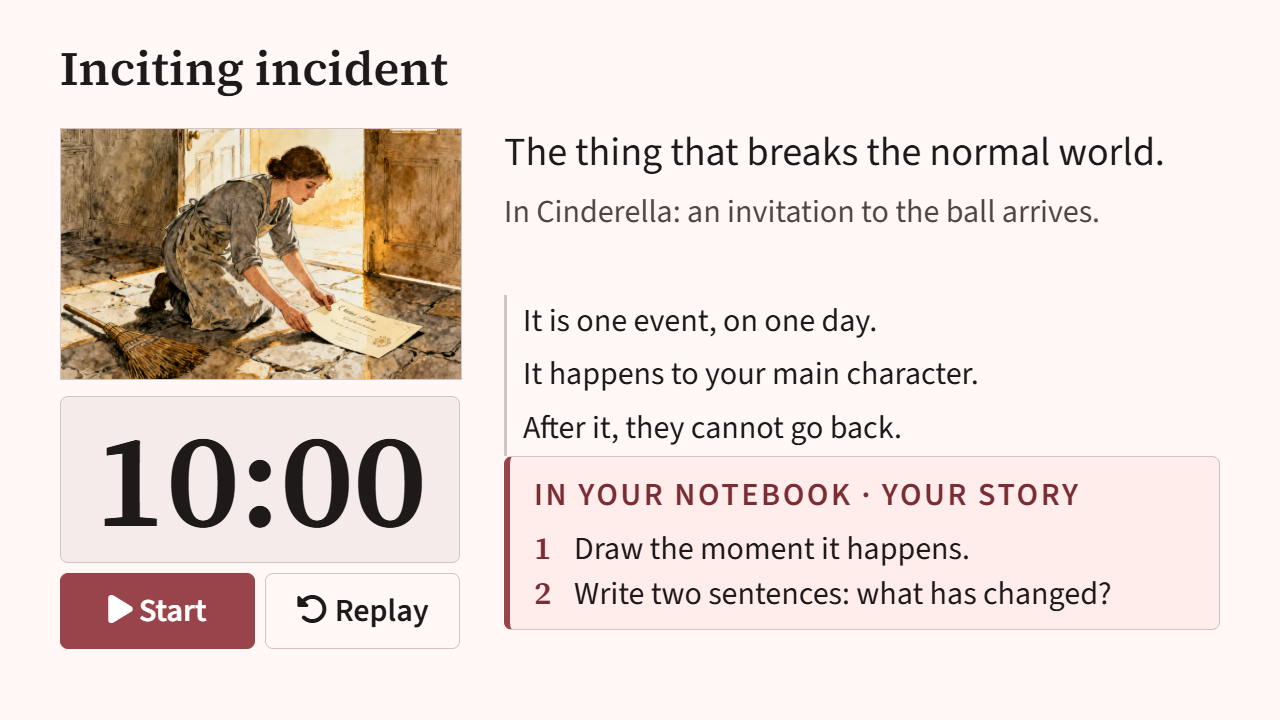 Inciting incident
The thing that breaks the normal world.
In Cinderella: an invitation to the ball arrives.
It is one event, on one day.
It happens to your main character.
After it, they cannot go back.
10:00
Start
Replay
IN YOUR NOTEBOOK · YOUR STORY
1 Draw the moment it happens.
2 Write two sentences: what has changed?